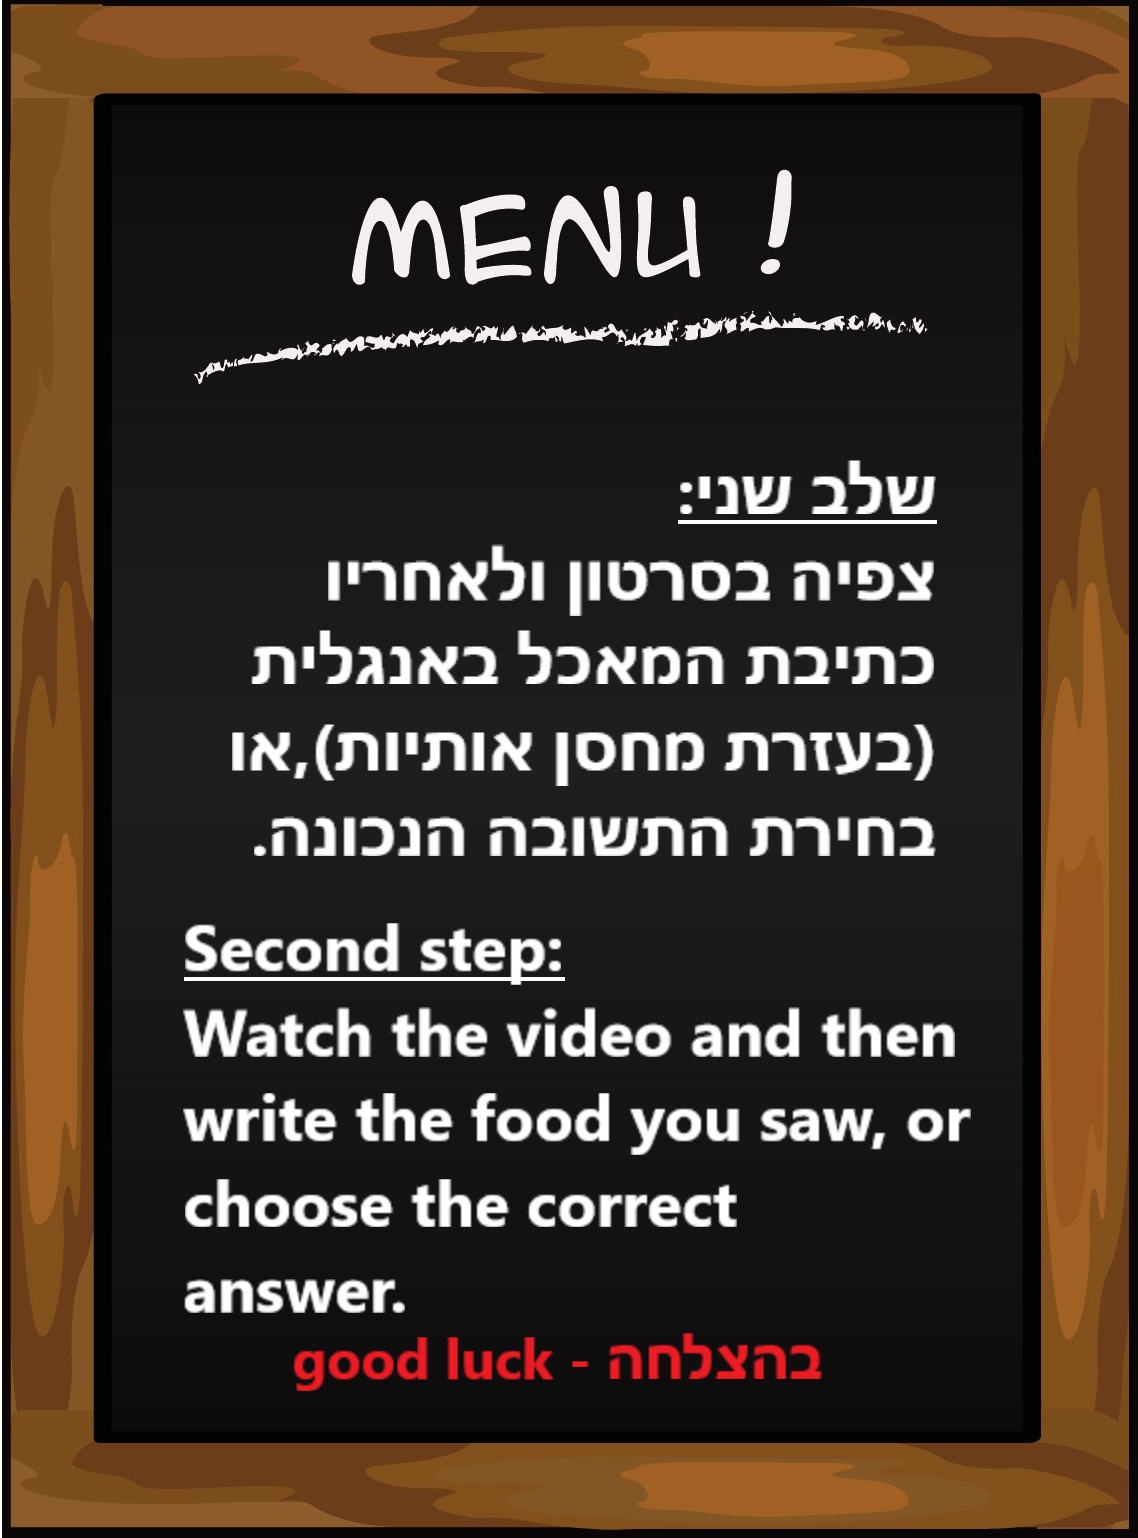 MENU !
שלב שני:
צפיה בסרטון ולאחריו
כתיבת המאכל באנגלית
(בעזרת מחסן אותיות),או
בחירת התשובה הנכונה.
Second step:
Watch the video and then
write the food you saw, or
choose the correct
answer.
good luck - בהצלחה